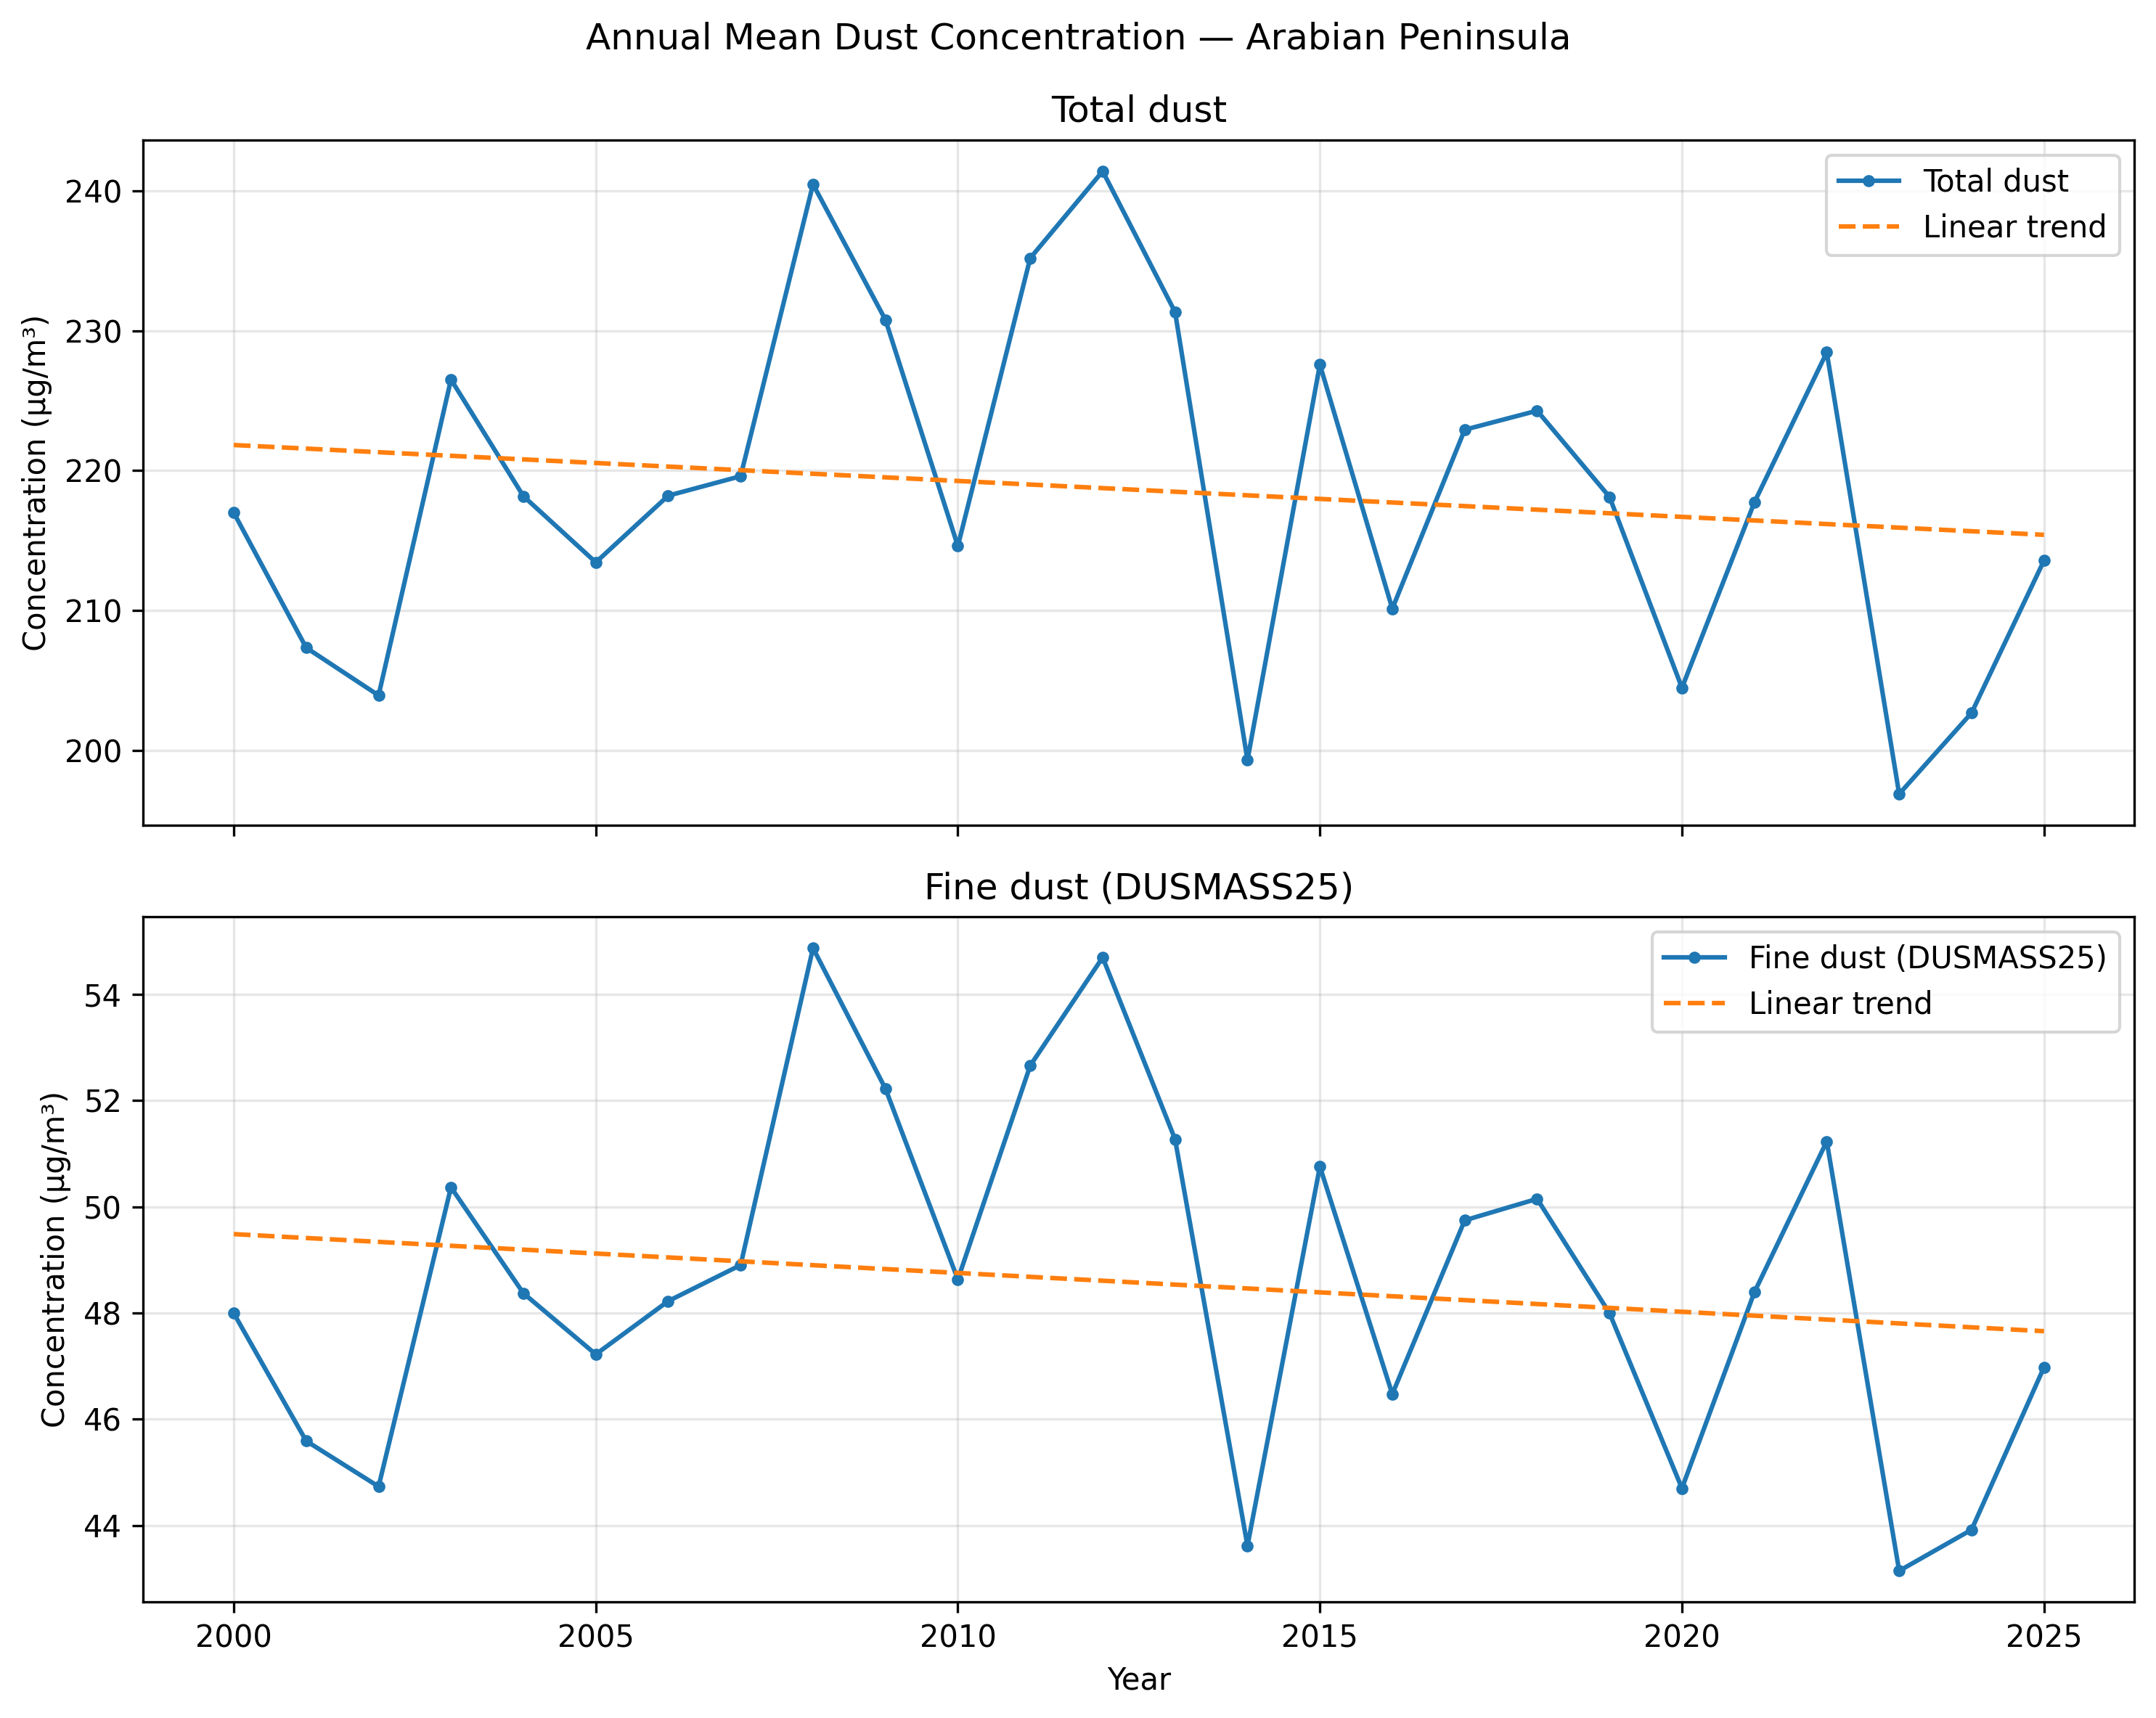 Annual Mean Dust Concentration — Arabian Peninsula
Total dust
Total dust
Linear trend
Concentration (µg/m³)
240
230
220
210
200
Fine dust (DUSMASS25)
Fine dust (DUSMASS25)
Linear trend
Concentration (µg/m³)
54
52
50
48
46
44
2000 2005 2010 2015 2020 2025
Year